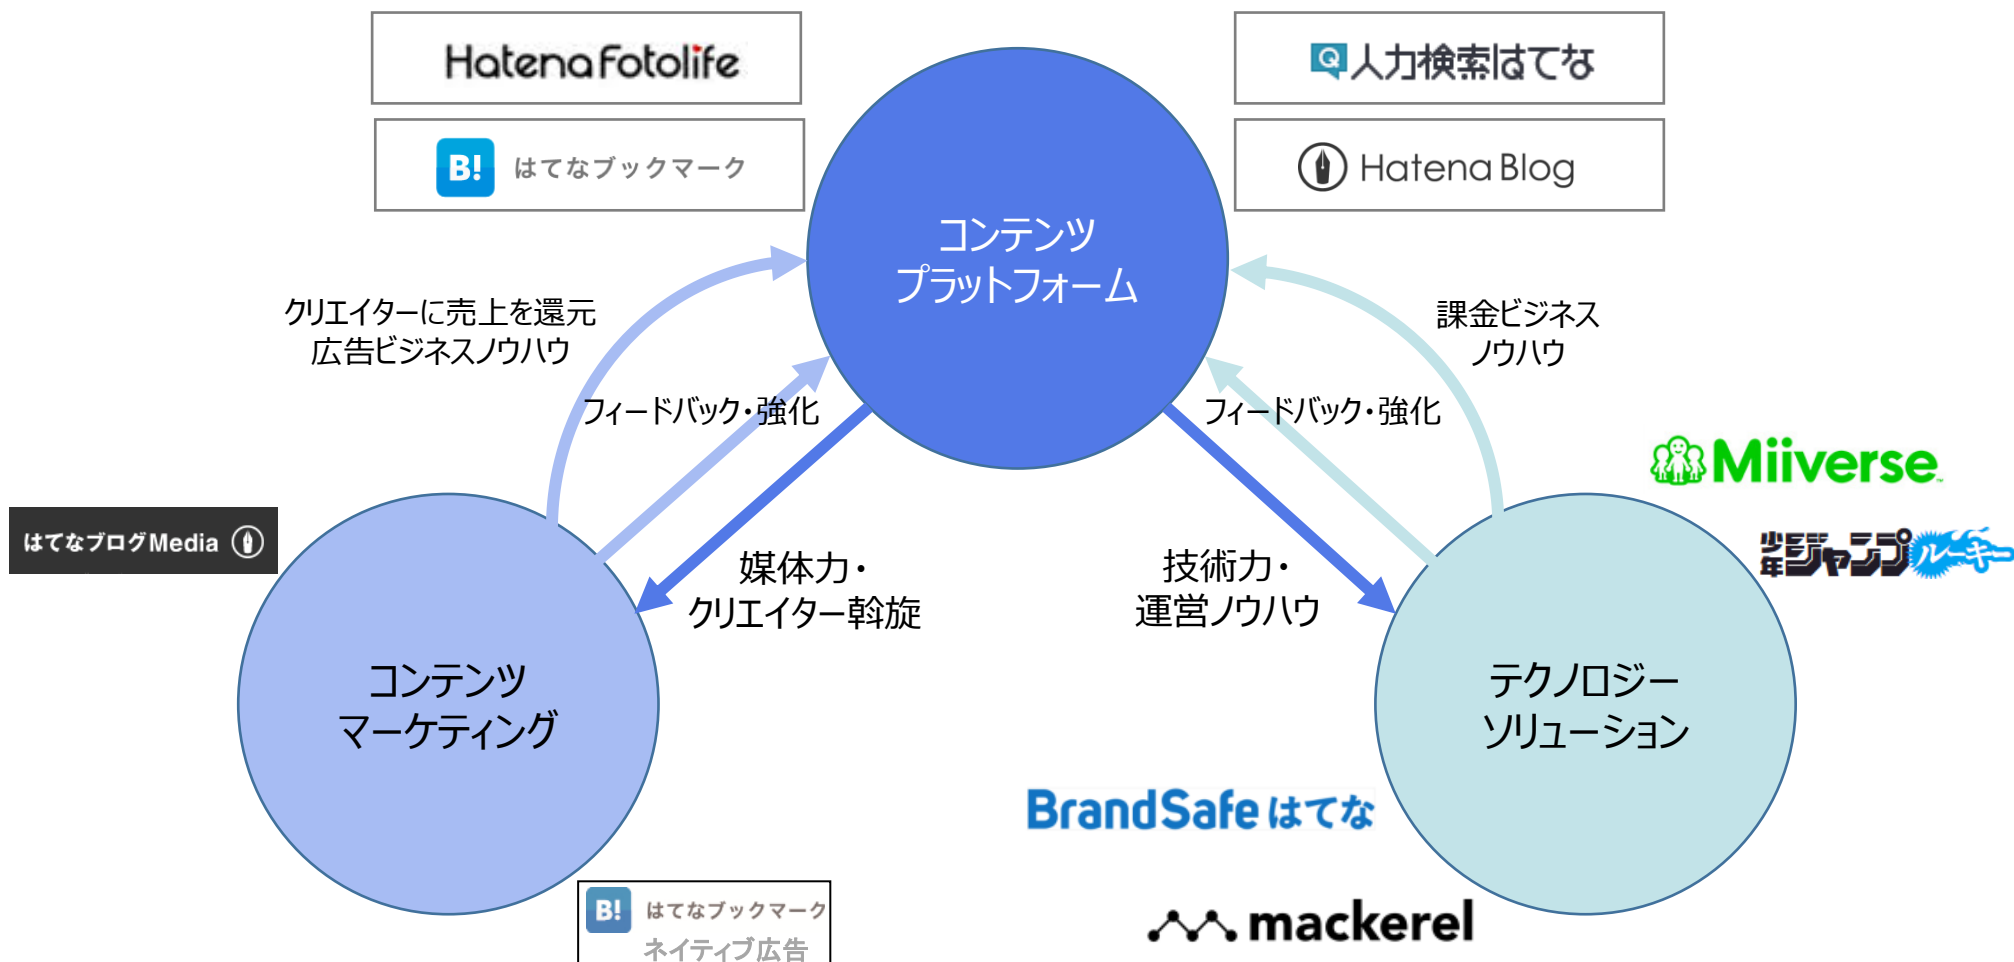 Hatena Fotolife
人力検索はてな
B! はてなブックマーク
Hatena Blog
コンテンツ
プラットフォーム
クリエイターに売上を還元
広告ビジネスノウハウ
課金ビジネス
ノウハウ
フィードバック・強化
フィードバック・強化
Miiverse
はてなブログMedia
少年ジャンプルーキー
媒体力・
クリエイター斡旋
技術力・
運営ノウハウ
コンテンツ
マーケティング
テクノロジー
ソリューション
BrandSafe はてな
B! はてなブックマーク
ネイティブ広告
mackerel